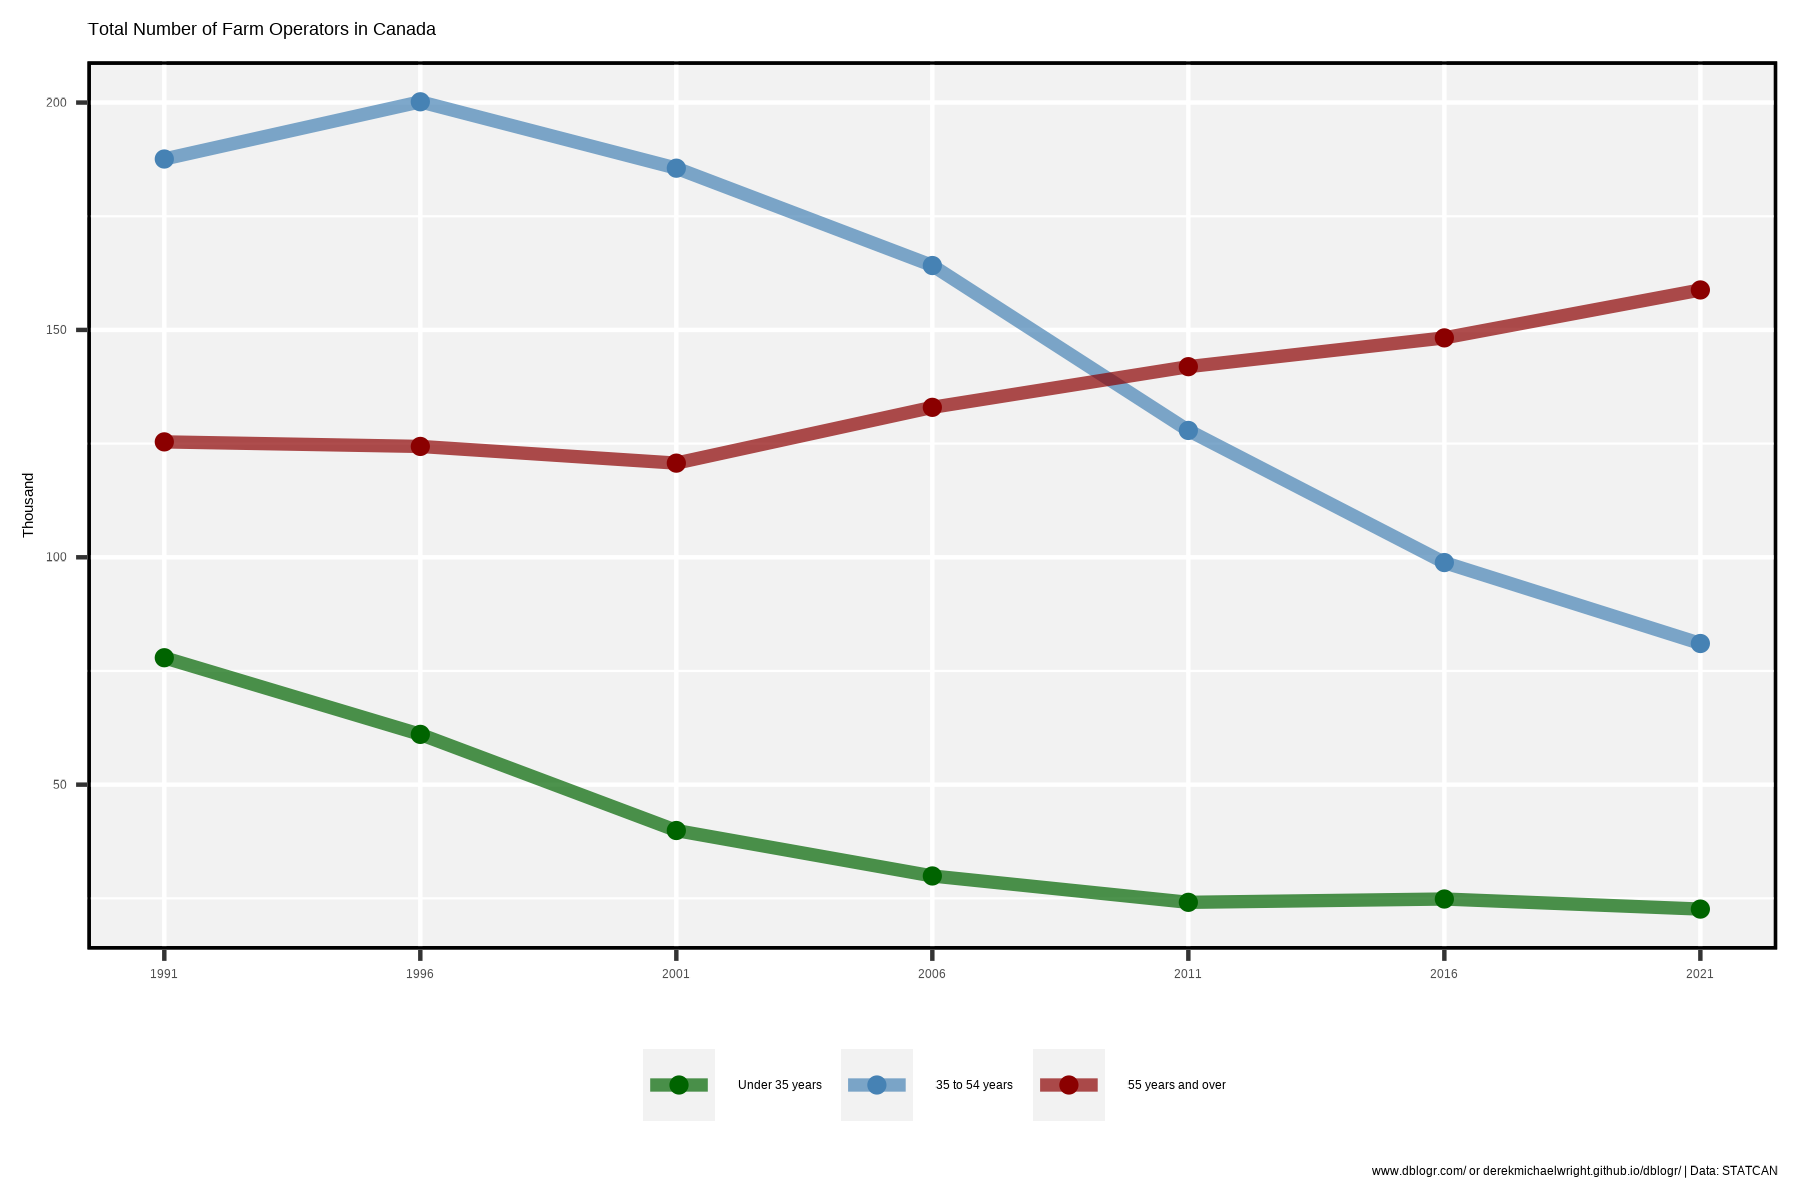 Total Number of Farm Operators in Canada
200
150
100
50
Thousand
1991 1996 2001 2006 2011 2016 2021
Under 35 years 35 to 54 years 55 years and over
www.dblogr.com/ or derekmichaelwright.github.io/dblogr/ | Data: STATCAN